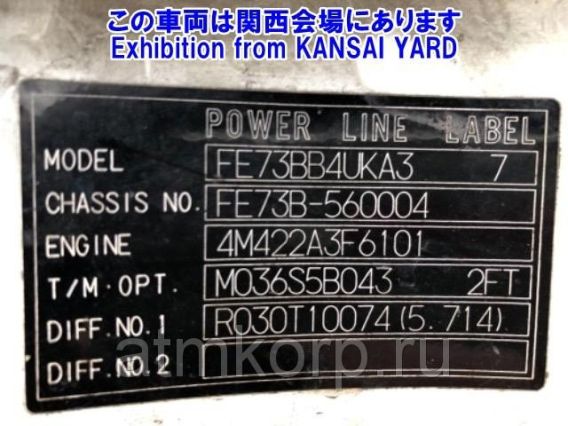 この車両は関西会場にあります
Exhibition from KANSAI YARD
POWER LINE LABEL
MODEL FE73BB4UKA3 7
CHASSIS NO. FE73B-560004
ENGINE 4M422A3F6101
T/M·OPT. M036S5B043 2FT
DIFF.NO.1 R030T10074(5.714)
DIFF.NO.2
atmkorp.ru